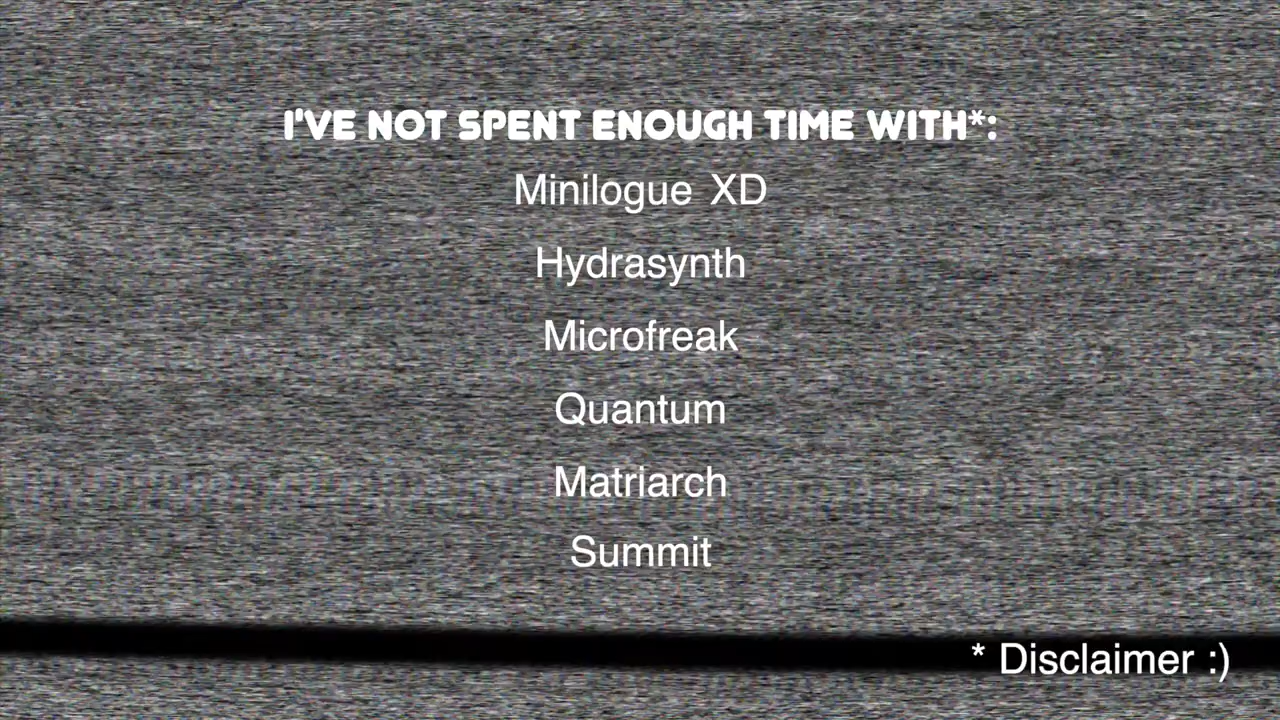 I'VE NOT SPENT ENOUGH TIME WITH*:
Minilogue XD
Hydrasynth
Microfreak
Quantum
Matriarch
Summit
* Disclaimer :)